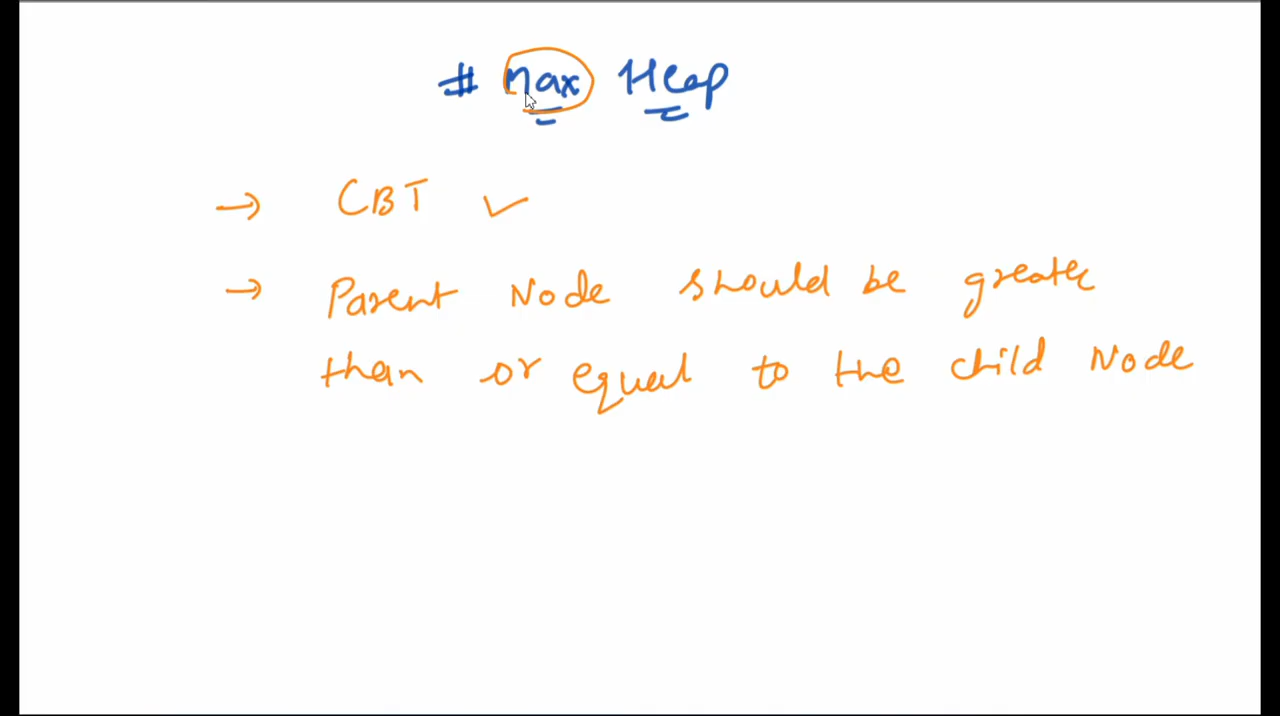 # Max Heap
→ CBT ✓
→ Parent Node should be greater
than or equal to the child Node